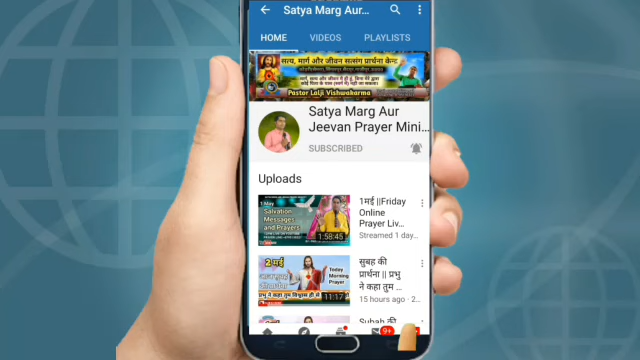 Satya Marg Aur...
HOME VIDEOS PLAYLISTS
सत्य, मार्ग और जीवन सत्संग प्रार्थना केन्द्र
Pastor Lalji Vishwakarma
Satya Marg Aur
Jeevan Prayer Mini...
SUBSCRIBED
Uploads
1 May
Salvation
Messages
and Prayers
1:58:45
1मई ||Friday
Online
Prayer Liv...
Streamed 1 day...
2 मई
Today
Morning
Prayer
11:17
सुबह की
प्रार्थना || प्रभु
ने कहा तुम ...
15 hours ago · 2...
Subah की
9+